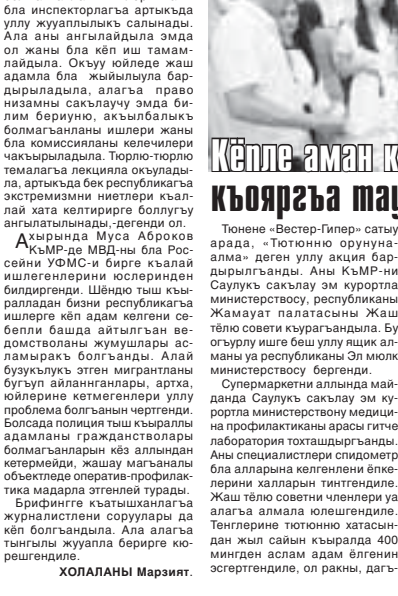 бла инспекторлагъа артыкъда
уллу жууаплылыкъ салынады.
Ала аны ангылайдыла эмда
ол жаны бла кёп иш тамам-
лайдыла. Окъуу юйледе жаш
адамла бла жыйылыула бар-
дырыладыла, алагъа право
низамны сакълаучу эмда би-
лим бериуню, акъылбалыкъ
болмагъанланы ишлери жаны
бла комиссияланы келечилери
чакъырыладыла. Тюрлю-тюрлю
темалагъа лекцияла окъулады-
ла, артыкъда бек республикагъа
экстремизмни ниетлери къал-
лай хата келтирирге боллугъу
ангылатылынады,-дегенди ол.
Ахырында Муса Аброков
КъМР-де МВД-ны бла Рос-
сейни УФМС-и бирге къалай
ишлегенлерини юслеринден
билдиргенди. Шёндю тыш къы-
ралладан бизни республикагъа
ишлерге кёп адам келгени се-
бепли башда айтылгъан ве-
домстволаны жумушлары ас-
ламыракъ болгъанды. Алай
бузукълукъ этген мигрантланы
бугъуп айланнганлары, артха,
юйлерине кетмегенлери уллу
проблема болгъанын чертгенди.
Болсада полиция тыш къыраллы
адамланы гражданстволары
болмагъанларын кёз аллындан
кетермейди, жашау магъаналы
объектледе оператив-профилак-
тика мадарла этгенлей турады.
Брифингге къатышханлагъа
журналистлени соруулары да
кёп болгъандыла. Ала алагъа
тынгылы жууапла берирге кю-
решгендиле.
ХОЛАЛАНЫ Марзият.
Кёпле аман к
къояргъа тау
Тюнене «Вестер-Гипер» сатыу
арада, «Тютюнню орунуна-
алма» деген уллу акция бар-
дырылгъанды. Аны КъМР-ни
Саулукъ сакълау эм курортла
министерствосу, республиканы
Жамауат палатасыны Жаш
тёлю совети къурагъандыла. Бу
огъурлу ишге беш уллу ящик ал-
маны уа республиканы Эл мюлк
министерствосу бергенди.
Супермаркетни аллында май-
данда Саулукъ сакълау эм ку-
рортла министерствону медици-
на профилактиканы арасы гитче
лаборатория тохташдыргъанды.
Аны специалистлери спидометр
бла алларына келгенлени ёпке-
лерини халларын тинтгендиле.
Жаш тёлю советни членлери уа
алагъа алмала юлешгендиле.
Тенглерине тютюнню хатасын-
дан жыл сайын къыралда 400
мингден аслам адам ёлгенин
эсгертгендиле, ол ракны, дагъ-